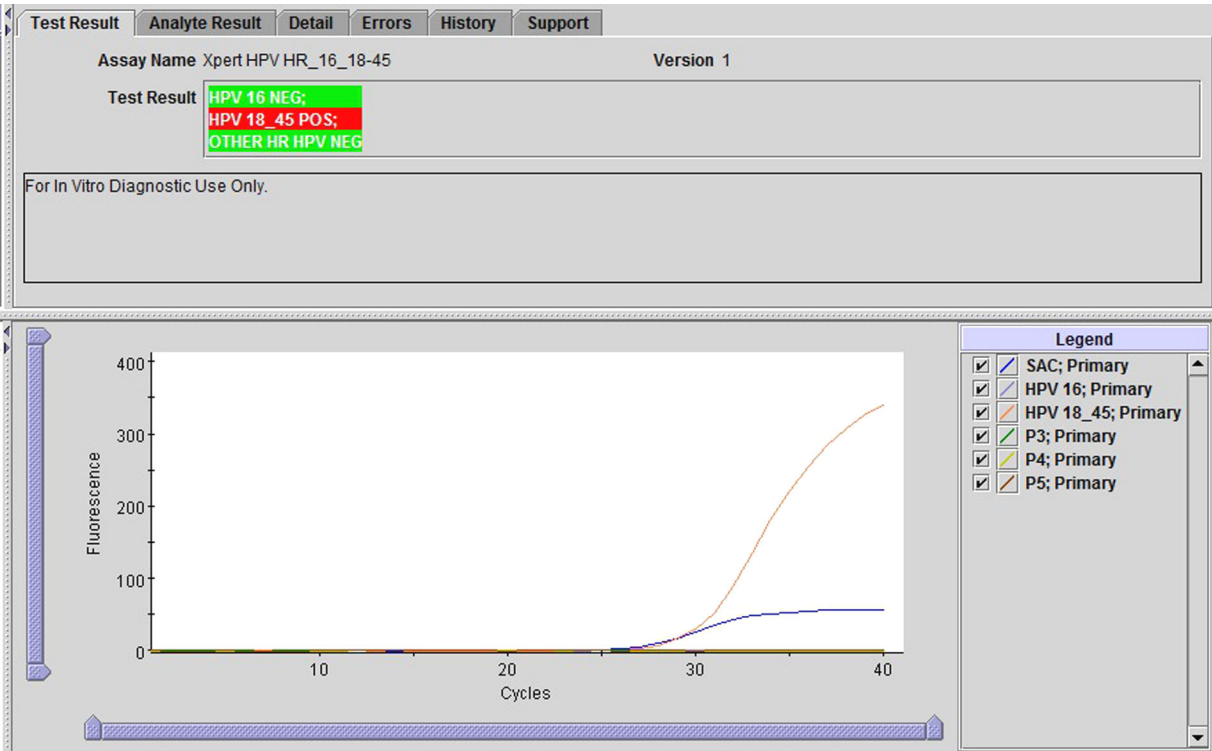 Test Result Analyte Result Detail Errors History Support
Assay Name Xpert HPV HR_16_18-45 Version 1
Test Result HPV 16 NEG;
HPV 18_45 POS;
OTHER HR HPV NEG
For In Vitro Diagnostic Use Only.
Legend
SAC; Primary
HPV 16; Primary
HPV 18_45; Primary
P3; Primary
P4; Primary
P5; Primary
400
300
200
100
0
Fluorescence
10 20 30 40
Cycles